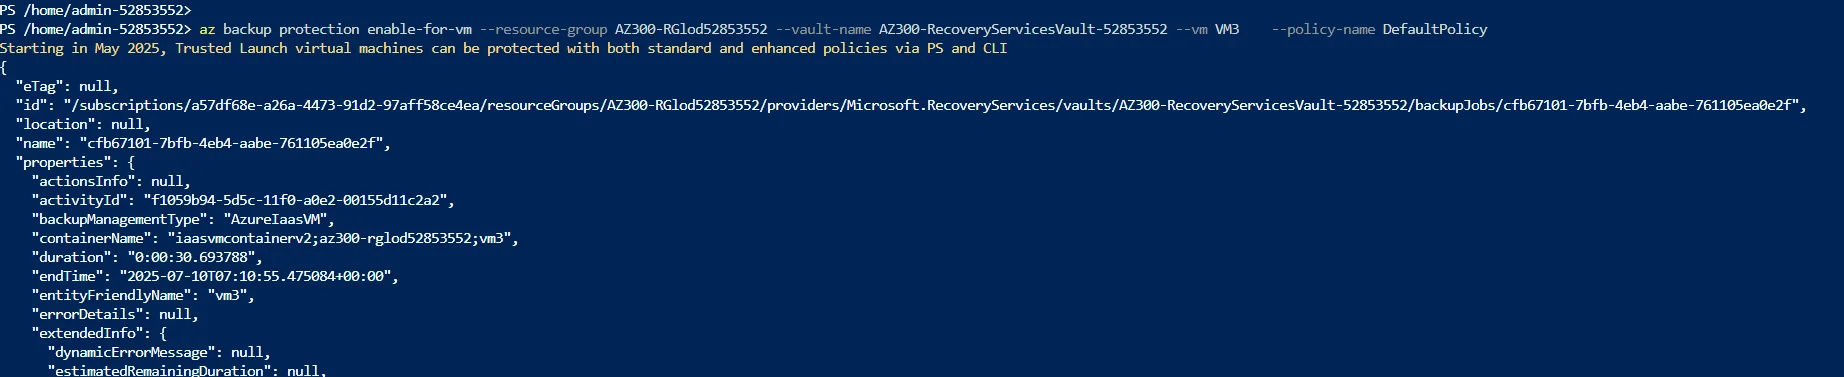 PS /home/admin-52853552>
PS /home/admin-52853552> az backup protection enable-for-vm --resource-group AZ300-RGlod52853552 --vault-name AZ300-RecoveryServicesVault-52853552 --vm VM3    --policy-name DefaultPolicy
Starting in May 2025, Trusted Launch virtual machines can be protected with both standard and enhanced policies via PS and CLI
{
  "eTag": null,
  "id": "/subscriptions/a57df68e-a26a-4473-91d2-97aff58ce4ea/resourceGroups/AZ300-RGlod52853552/providers/Microsoft.RecoveryServices/vaults/AZ300-RecoveryServicesVault-52853552/backupJobs/cfb67101-7bfb-4eb4-aabe-761105ea0e2f",
  "location": null,
  "name": "cfb67101-7bfb-4eb4-aabe-761105ea0e2f",
  "properties": {
    "actionsInfo": null,
    "activityId": "f1059b94-5d5c-11f0-a0e2-00155d11c2a2",
    "backupManagementType": "AzureIaasVM",
    "containerName": "iaasvmcontainerv2;az300-rglod52853552;vm3",
    "duration": "0:00:30.693788",
    "endTime": "2025-07-10T07:10:55.475084+00:00",
    "entityFriendlyName": "vm3",
    "errorDetails": null,
    "extendedInfo": {
      "dynamicErrorMessage": null,
      "estimatedRemainingDuration": null,